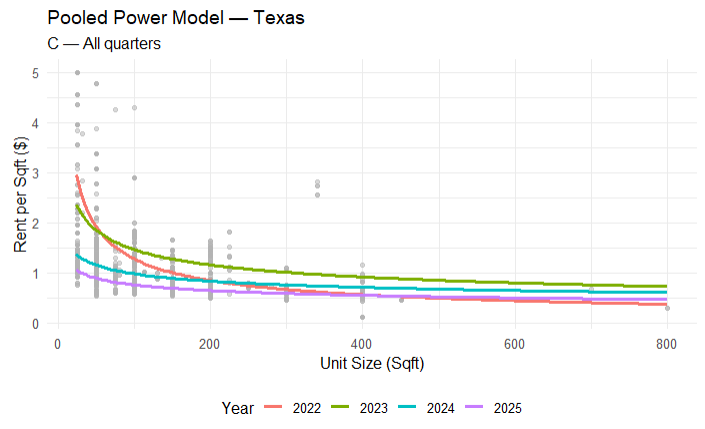 Pooled Power Model — Texas
C — All quarters
Rent per Sqft ($)
5
4
3
2
1
0
0 200 400 600 800
Unit Size (Sqft)
Year 2022 2023 2024 2025